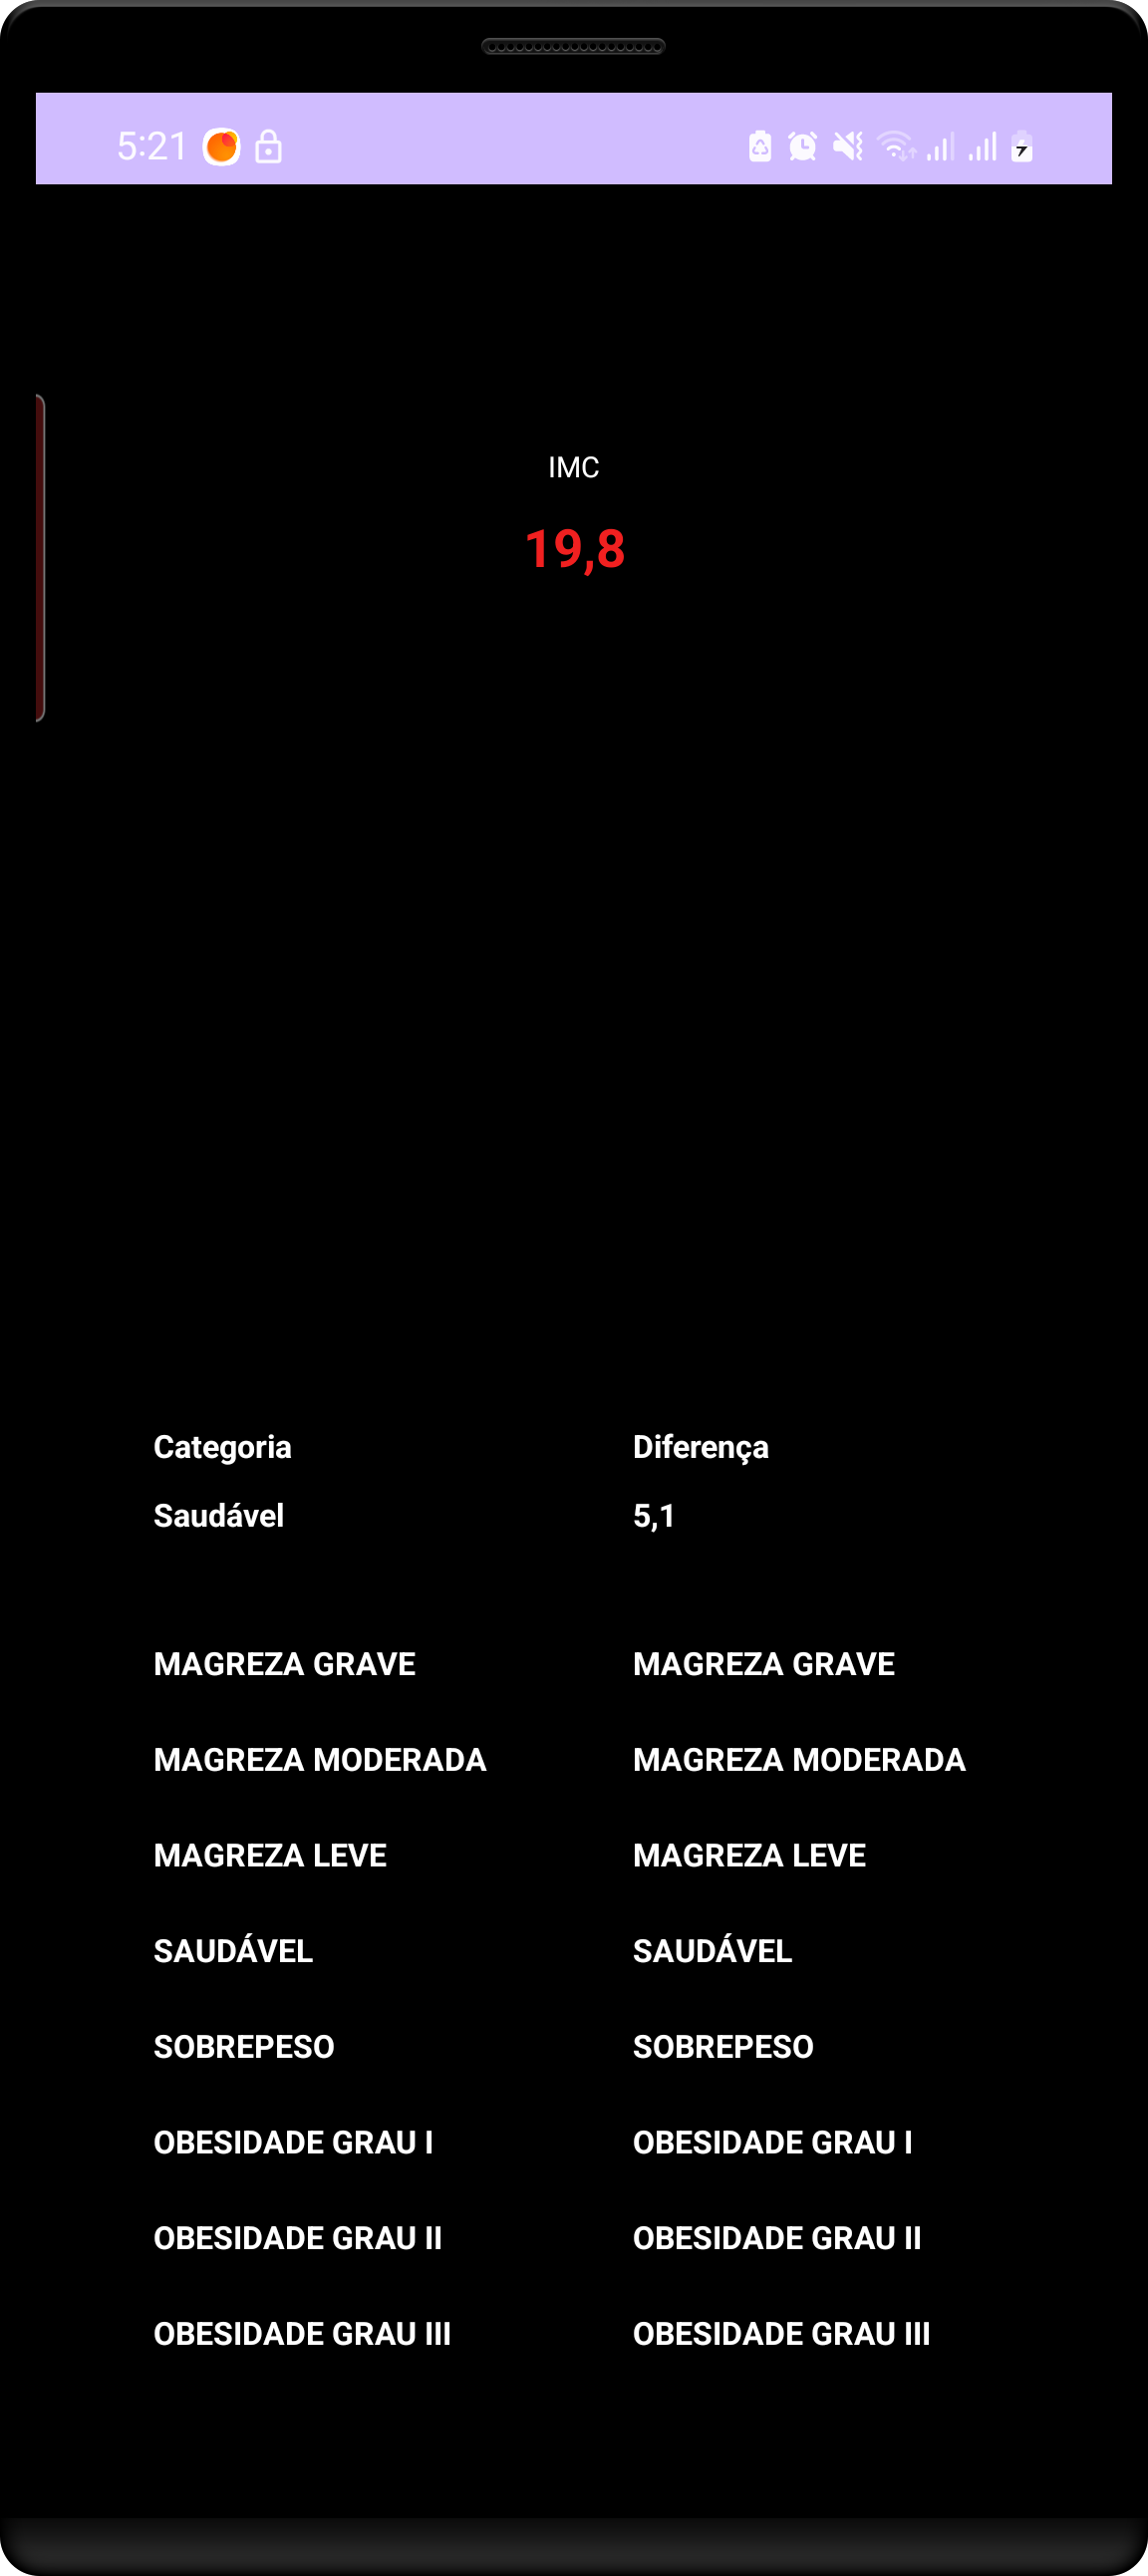 5:21
IMC
19,8
Categoria Diferença
Saudável 5,1
MAGREZA GRAVE MAGREZA GRAVE
MAGREZA MODERADA MAGREZA MODERADA
MAGREZA LEVE MAGREZA LEVE
SAUDÁVEL SAUDÁVEL
SOBREPESO SOBREPESO
OBESIDADE GRAU I OBESIDADE GRAU I
OBESIDADE GRAU II OBESIDADE GRAU II
OBESIDADE GRAU III OBESIDADE GRAU III